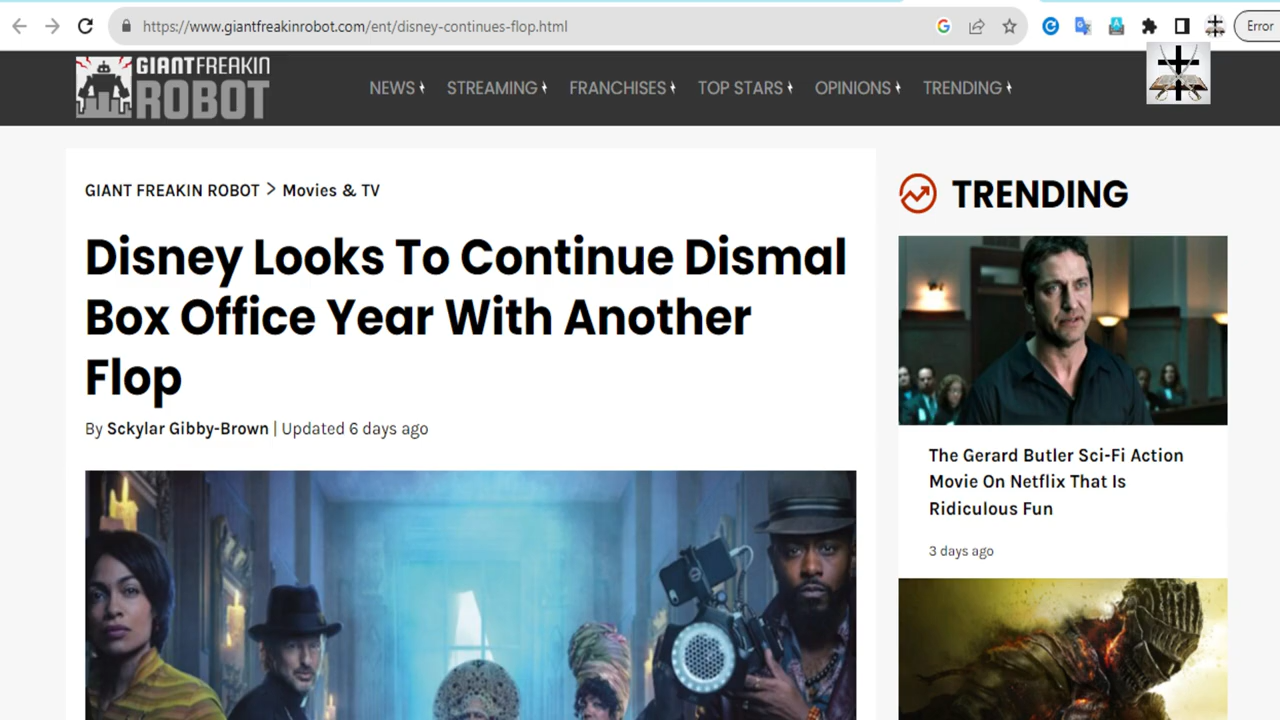 https://www.giantfreakinrobot.com/ent/disney-continues-flop.html
Error
GIANTFREAKIN
ROBOT
NEWS
STREAMING
FRANCHISES
TOP STARS
OPINIONS
TRENDING
GIANT FREAKIN ROBOT > Movies & TV
Disney Looks To Continue Dismal
Box Office Year With Another
Flop
By Sckylar Gibby-Brown | Updated 6 days ago
TRENDING
The Gerard Butler Sci-Fi Action
Movie On Netflix That Is
Ridiculous Fun
3 days ago